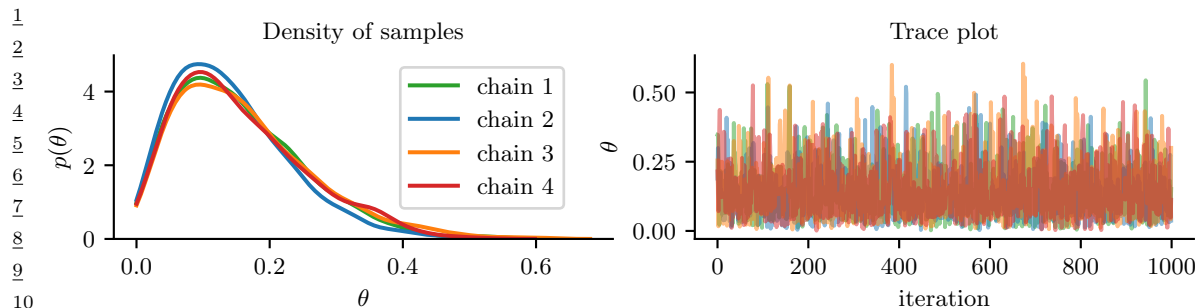 1
2
3
4
5
6
7
8
9
10
Density of samples
p(θ)
4
2
0
chain 1
chain 2
chain 3
chain 4
0.0 0.2 0.4 0.6
θ
Trace plot
θ
0.50
0.25
0.00
0 200 400 600 800 1000
iteration